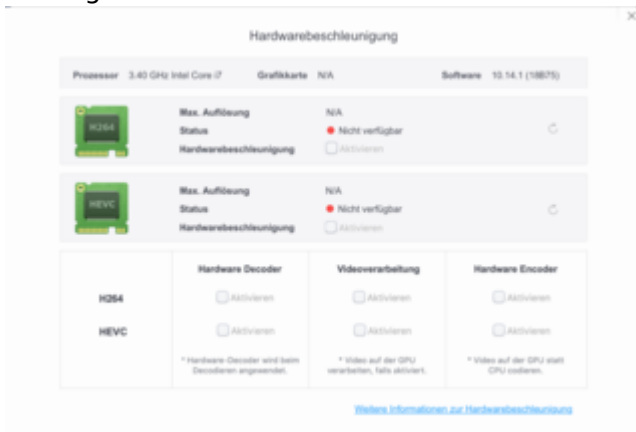 Hardwarebeschleunigung
Prozessor 3.40 GHz Intel Core i7 Grafikkarte N/A Software 10.14.1 (18B75)
H264
Max. Auflösung N/A
Status Nicht verfügbar
Hardwarebeschleunigung Aktivieren
HEVC
Max. Auflösung N/A
Status Nicht verfügbar
Hardwarebeschleunigung Aktivieren
Hardware Decoder Videoverarbeitung Hardware Encoder
H264 Aktivieren Aktivieren Aktivieren
HEVC Aktivieren Aktivieren Aktivieren
* Hardware-Decoder wird beim * Video auf der GPU * Video auf der GPU statt
Decodieren angewendet. verarbeiten, falls aktiviert. CPU codieren.
Weitere Informationen zur Hardwarebeschleunigung